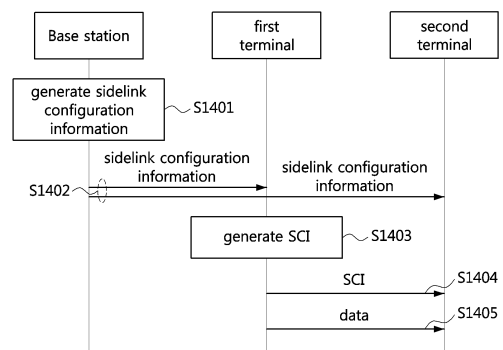 Base station
first
terminal
second
terminal
generate sidelink
configuration
information
S1401
sidelink configuration
information
sidelink configuration
information
S1402
generate SCI
S1403
SCI
S1404
data
S1405